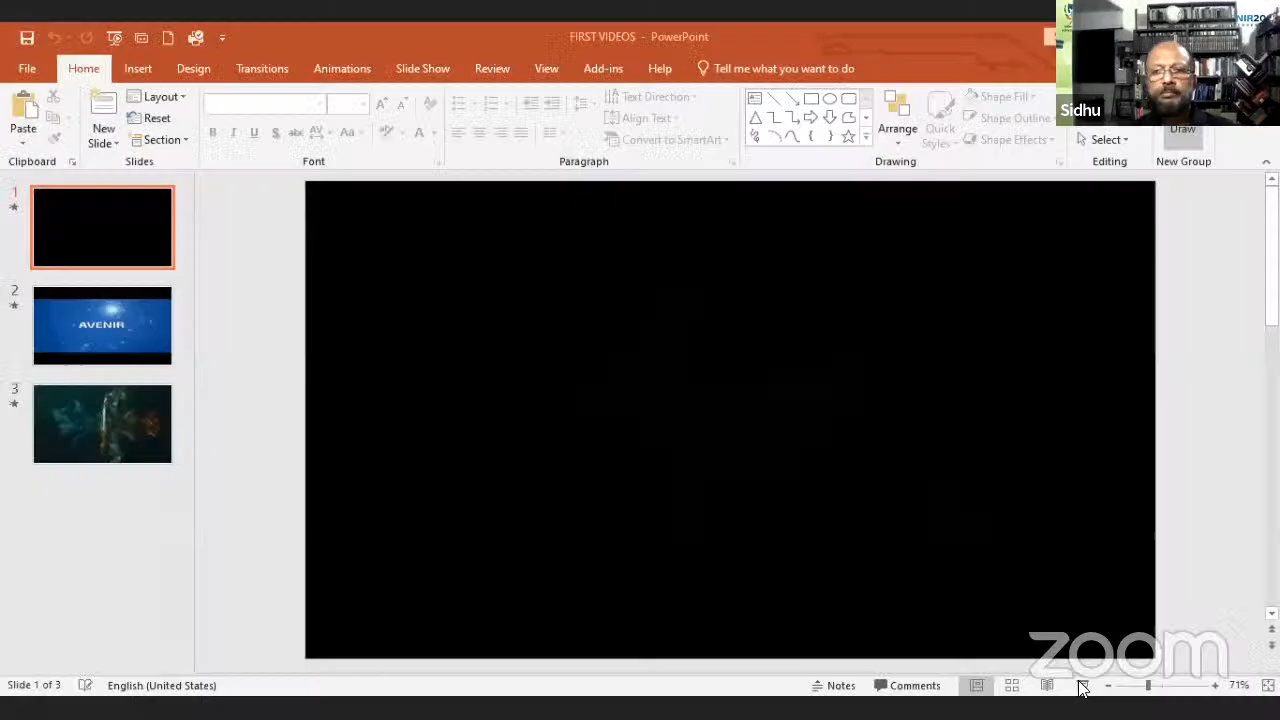 FIRST VIDEOS - PowerPoint
File Home Insert Design Transitions Animations Slide Show Review View Add-ins Help Tell me what you want to do
Paste
Clipboard
New Slide
Layout
Reset
Section
Slides
Font
Text Direction
Align Text
Convert to SmartArt
Paragraph
Arrange
Quick Styles
Shape Fill
Shape Outline
Shape Effects
Drawing
Select
Editing
Draw
New Group
Sidhu
1
2
AVENIR
3
zoom
Slide 1 of 3 English (United States) Notes Comments 71%